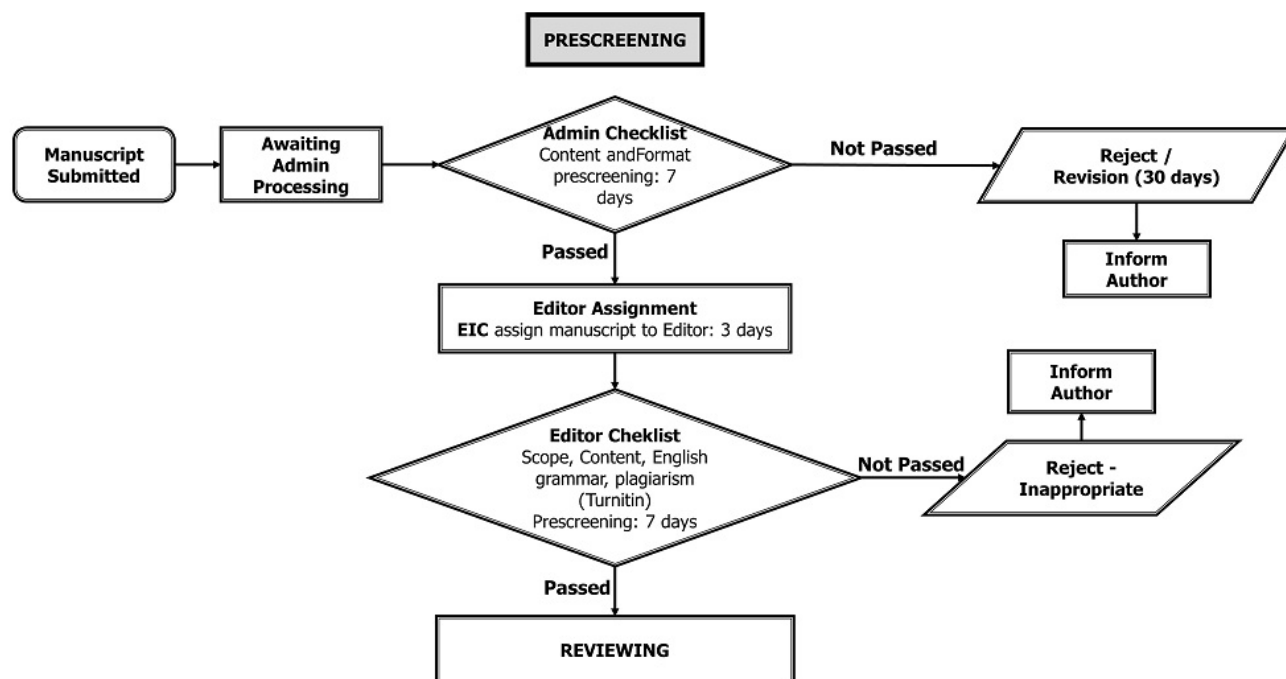 PRESCREENING
Manuscript
Submitted
Awaiting
Admin
Processing
Admin Checklist
Content andFormat
prescreening: 7
days
Not Passed
Reject /
Revision (30 days)
Inform
Author
Passed
Editor Assignment
EIC assign manuscript to Editor: 3 days
Editor Cheklist
Scope, Content, English
grammar, plagiarism
(Turnitin)
Prescreening: 7 days
Not Passed
Reject -
Inappropriate
Inform
Author
Passed
REVIEWING